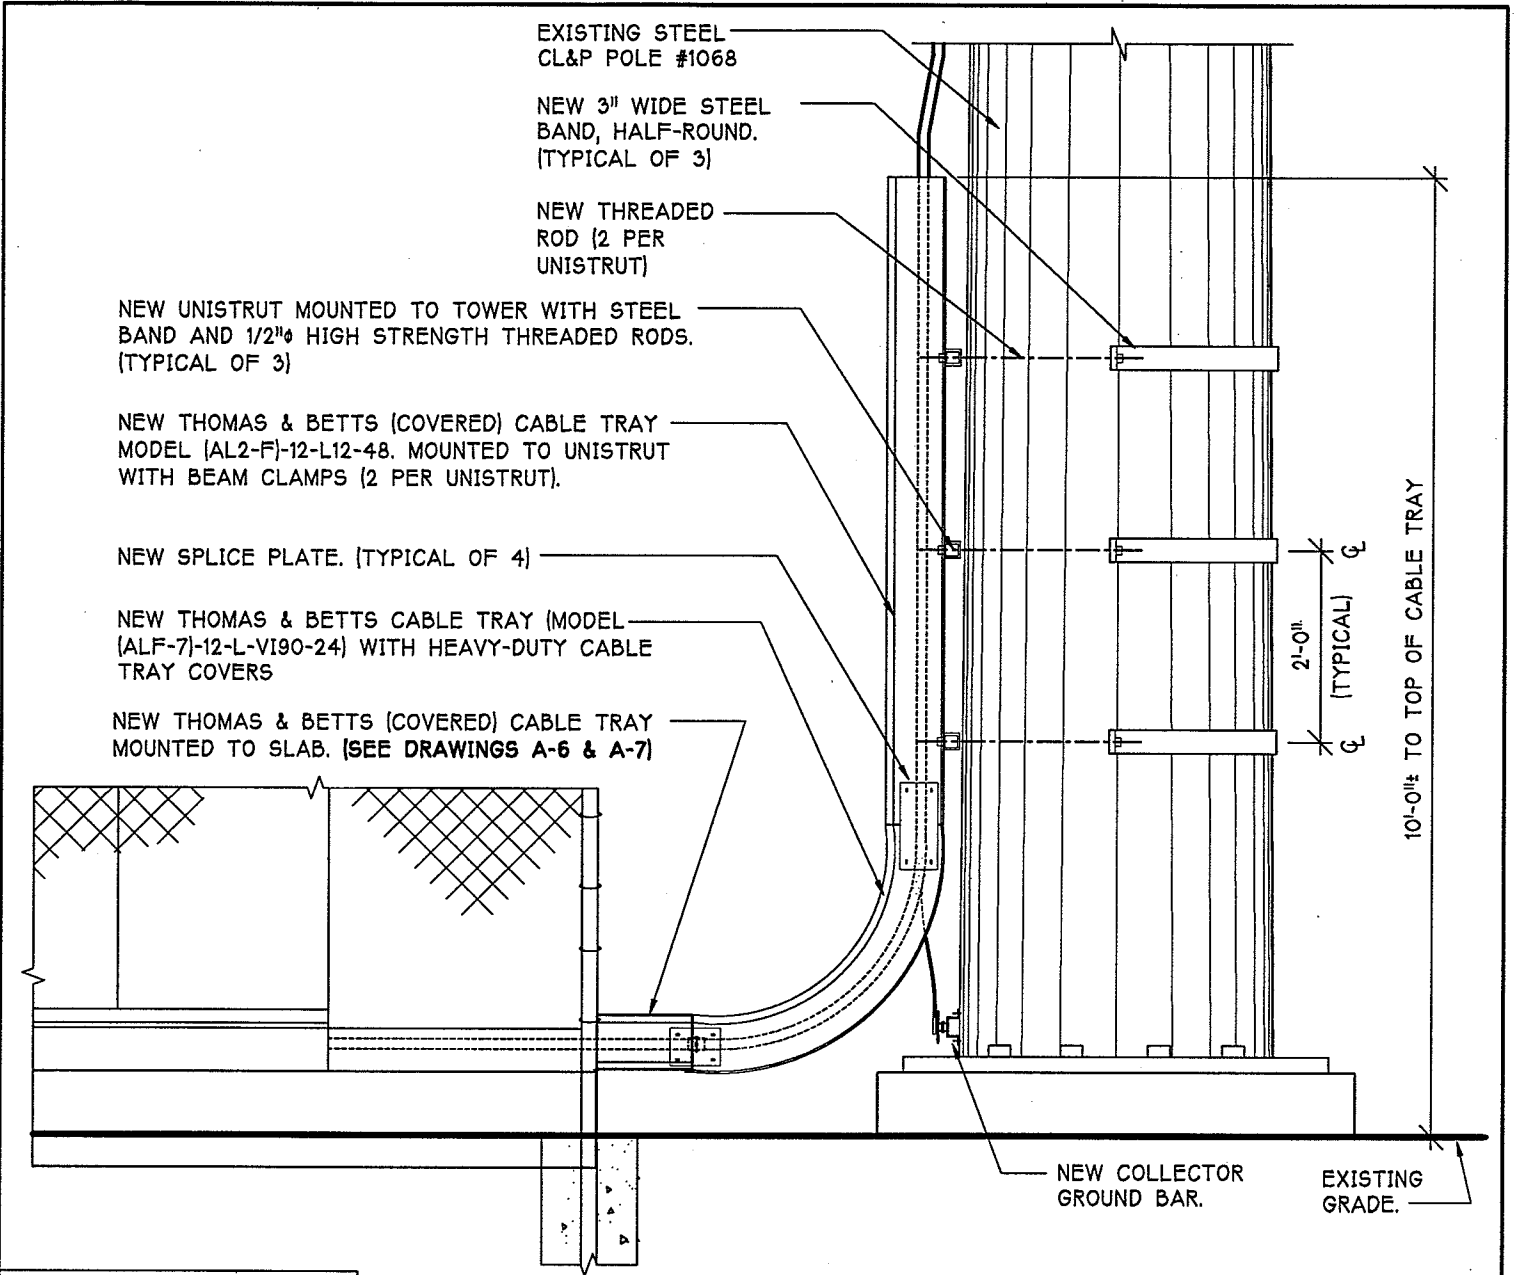 EXISTING STEEL
CL&P POLE #1068
NEW 3" WIDE STEEL
BAND, HALF-ROUND.
(TYPICAL OF 3)
NEW THREADED
ROD (2 PER
UNISTRUT)
NEW UNISTRUT MOUNTED TO TOWER WITH STEEL
BAND AND 1/2"ϕ HIGH STRENGTH THREADED RODS.
(TYPICAL OF 3)
NEW THOMAS & BETTS (COVERED) CABLE TRAY
MODEL (AL2-F)-12-L12-48. MOUNTED TO UNISTRUT
WITH BEAM CLAMPS (2 PER UNISTRUT).
NEW SPLICE PLATE. (TYPICAL OF 4)
NEW THOMAS & BETTS CABLE TRAY (MODEL
(ALF-7)-12-L-VI90-24) WITH HEAVY-DUTY CABLE
TRAY COVERS
NEW THOMAS & BETTS (COVERED) CABLE TRAY
MOUNTED TO SLAB. (SEE DRAWINGS A-6 & A-7)
℄
℄
2'-0"
(TYPICAL)
10'-0"± TO TOP OF CABLE TRAY
NEW COLLECTOR
GROUND BAR.
EXISTING
GRADE.